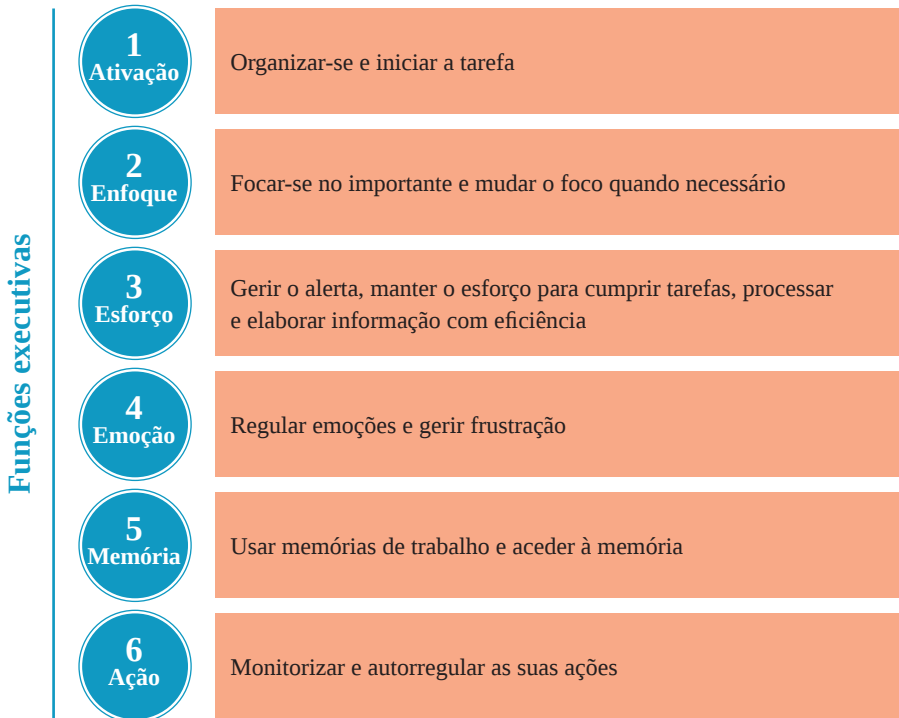 Funções executivas
1
Ativação
Organizar-se e iniciar a tarefa
2
Enfoque
Focar-se no importante e mudar o foco quando necessário
3
Esforço
Gerir o alerta, manter o esforço para cumprir tarefas, processar
e elaborar informação com eficiência
4
Emoção
Regular emoções e gerir frustração
5
Memória
Usar memórias de trabalho e aceder à memória
6
Ação
Monitorizar e autorregular as suas ações